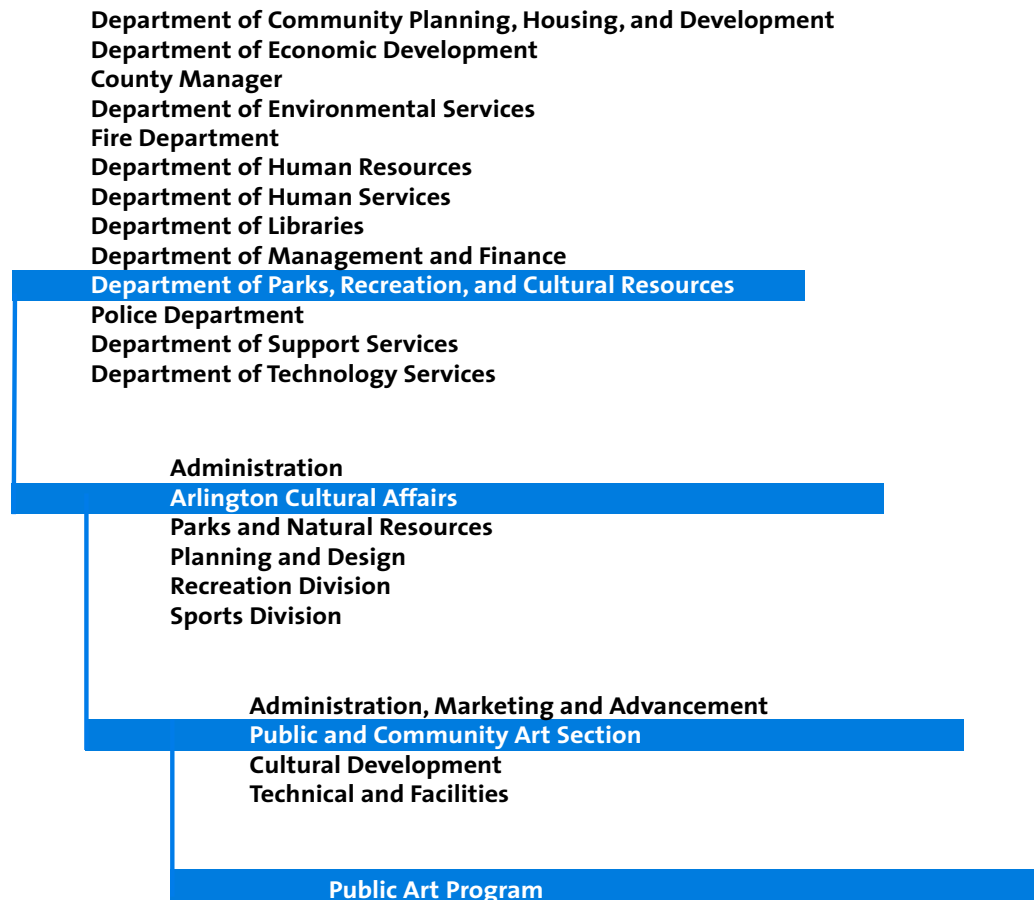 Department of Community Planning, Housing, and Development
Department of Economic Development
County Manager
Department of Environmental Services
Fire Department
Department of Human Resources
Department of Human Services
Department of Libraries
Department of Management and Finance
Department of Parks, Recreation, and Cultural Resources
Police Department
Department of Support Services
Department of Technology Services
Administration
Arlington Cultural Affairs
Parks and Natural Resources
Planning and Design
Recreation Division
Sports Division
Administration, Marketing and Advancement
Public and Community Art Section
Cultural Development
Technical and Facilities
Public Art Program